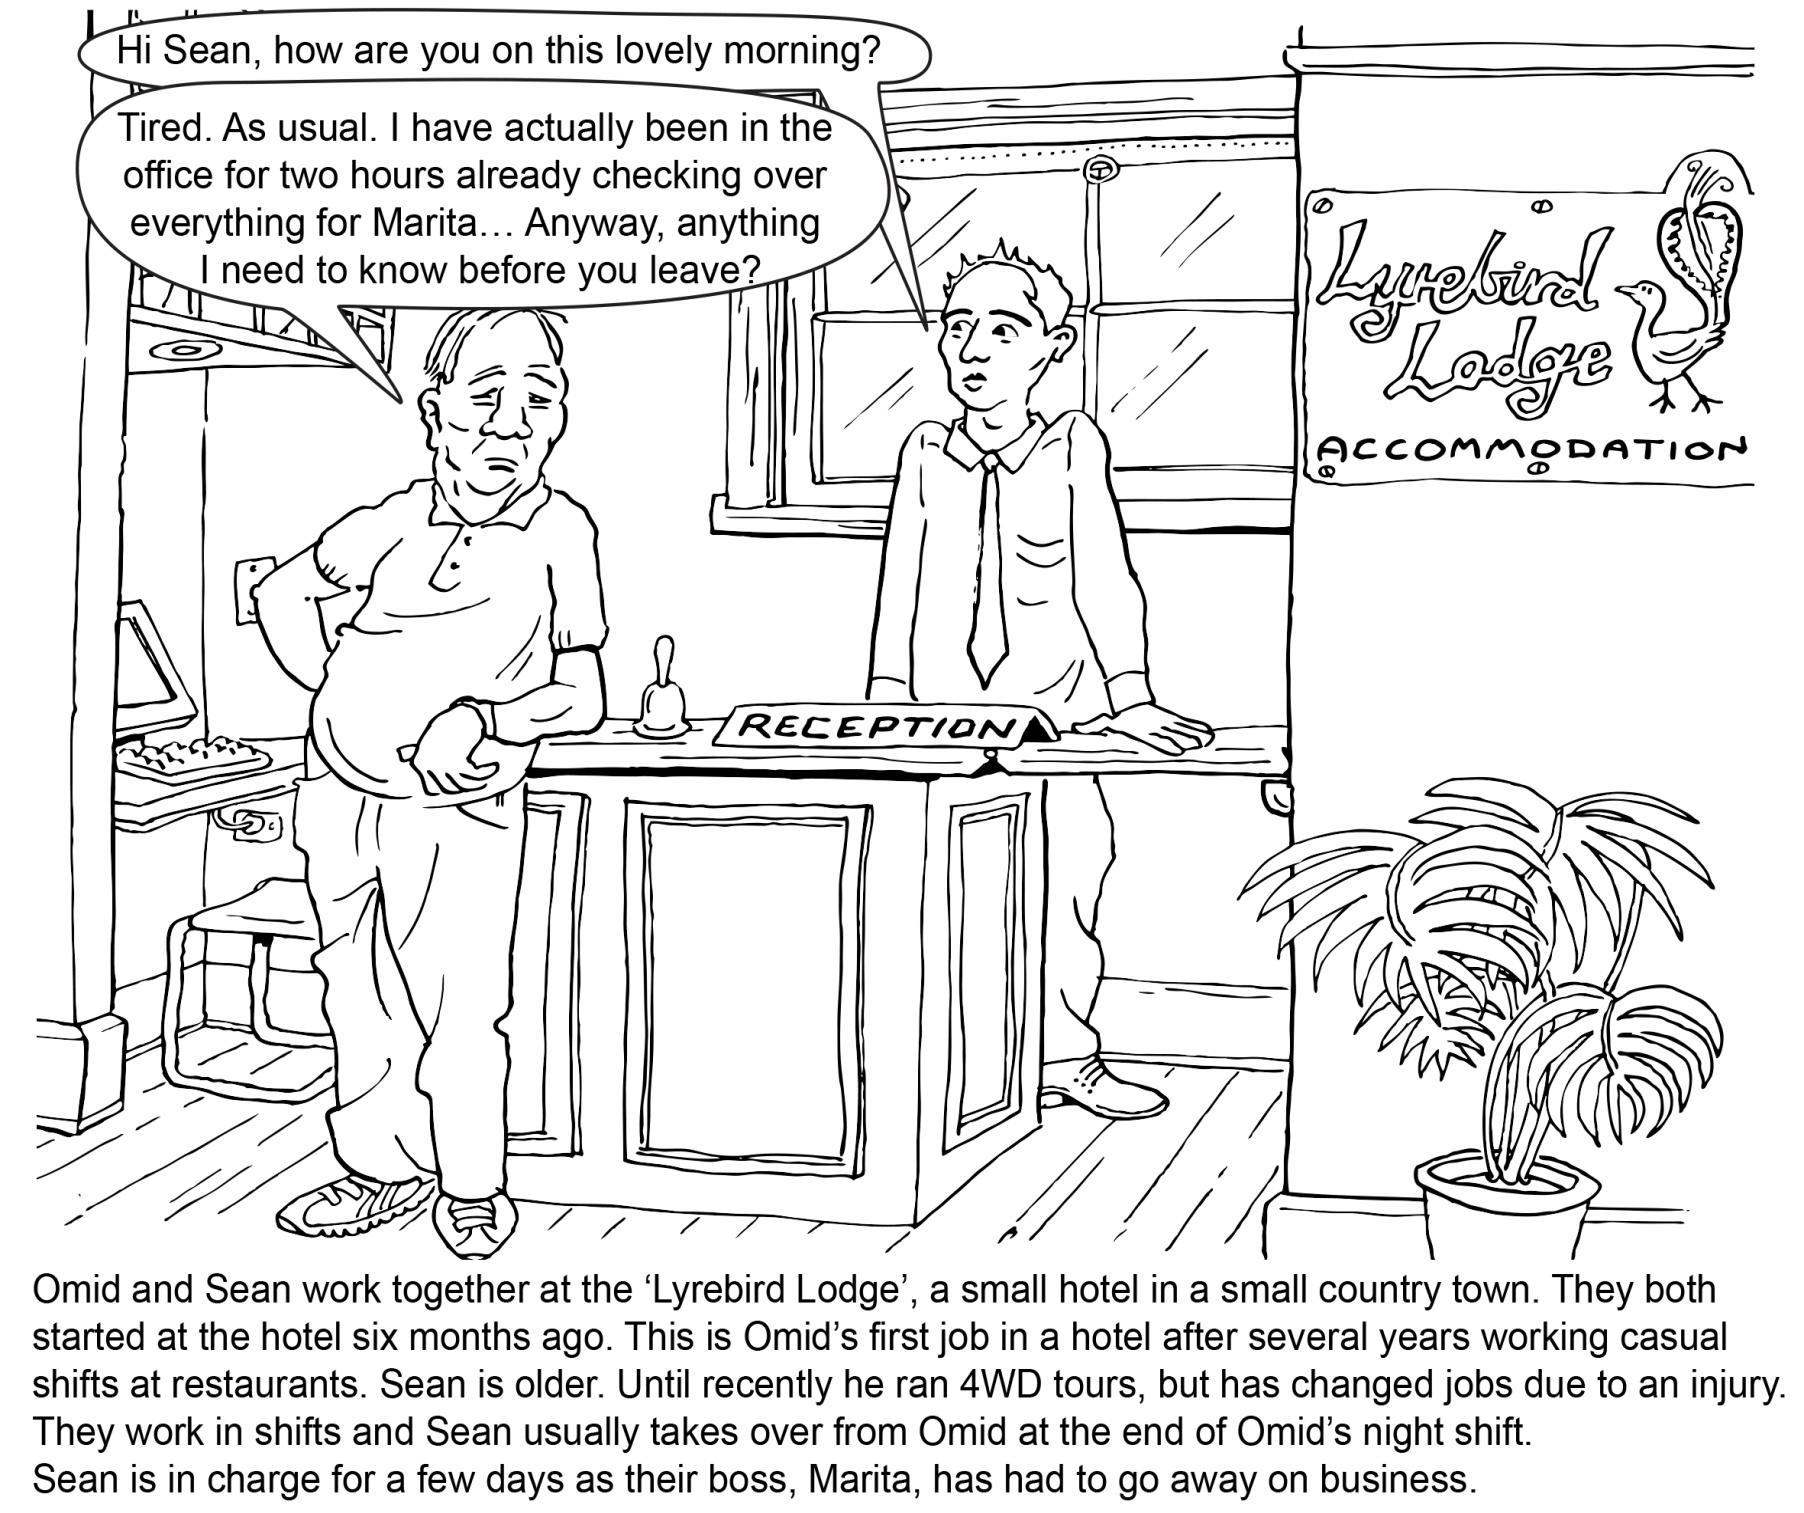 Hi Sean, how are you on this lovely morning?
Tired. As usual. I have actually been in the
office for two hours already checking over
everything for Marita... Anyway, anything
I need to know before you leave?
Lyrebird
Lodge
ACCOMMODATION
RECEPTION
Omid and Sean work together at the ‘Lyrebird Lodge’, a small hotel in a small country town. They both
started at the hotel six months ago. This is Omid’s first job in a hotel after several years working casual
shifts at restaurants. Sean is older. Until recently he ran 4WD tours, but has changed jobs due to an injury.
They work in shifts and Sean usually takes over from Omid at the end of Omid’s night shift.
Sean is in charge for a few days as their boss, Marita, has had to go away on business.